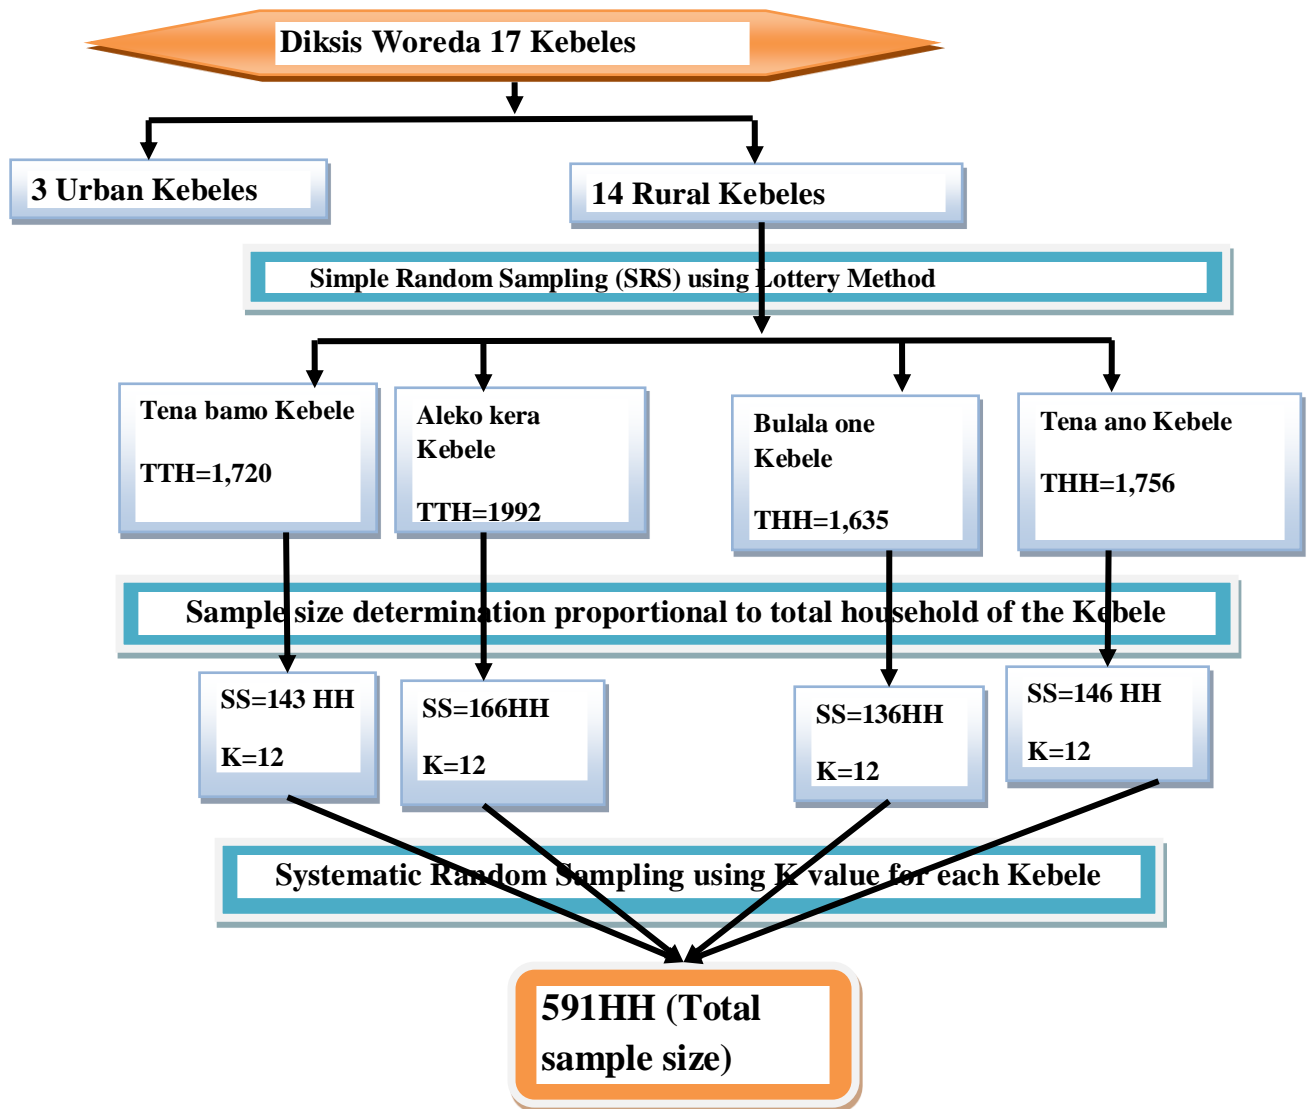 Diksis Woreda 17 Kebeles
3 Urban Kebeles
14 Rural Kebeles
Simple Random Sampling (SRS) using Lottery Method
Tena bamo Kebele
TTH=1,720
Aleko kera
Kebele
TTH=1992
Bulala one
Kebele
THH=1,635
Tena ano Kebele
THH=1,756
Sample size determination proportional to total household of the Kebele
SS=143 HH
K=12
SS=166HH
K=12
SS=136HH
K=12
SS=146 HH
K=12
Systematic Random Sampling using K value for each Kebele
591HH (Total
sample size)